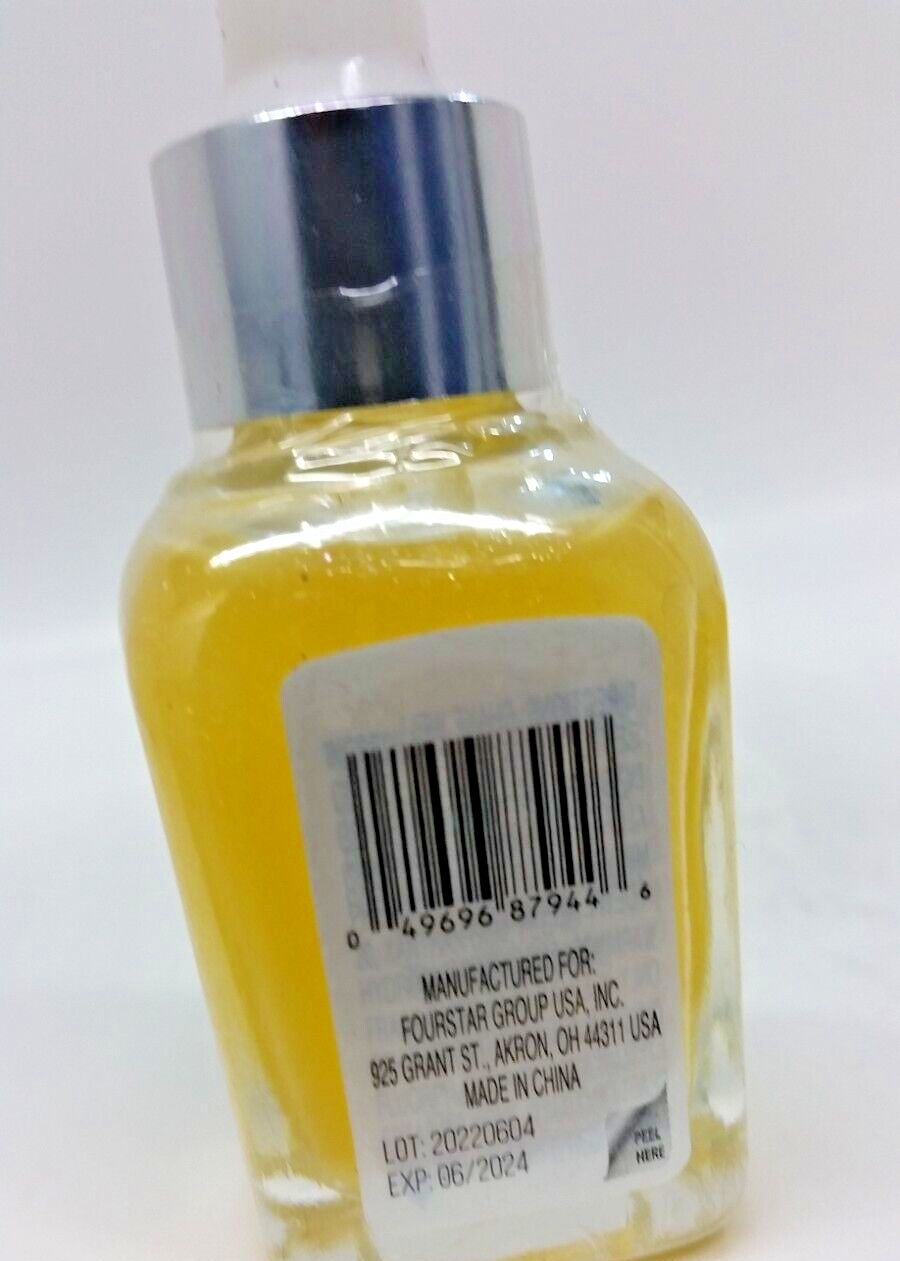 0 49696 87944 6
MANUFACTURED FOR:
FOURSTAR GROUP USA, INC.
925 GRANT ST., AKRON, OH 44311 USA
MADE IN CHINA
LOT: 20220604
EXP: 06/2024
PEEL
HERE